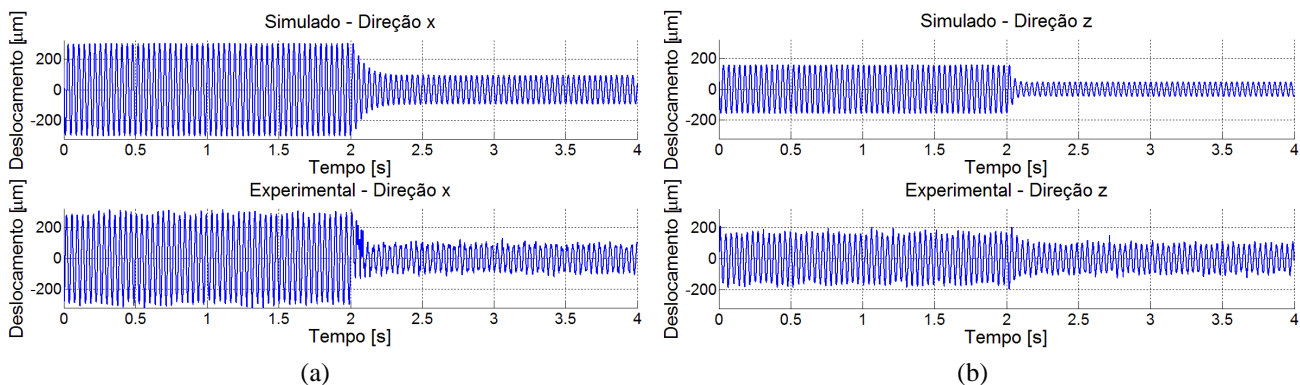 Simulado - Direção x
Deslocamento [µm]
200
0
-200
0 0.5 1 1.5 2 2.5 3 3.5 4
Tempo [s]
Experimental - Direção x
Deslocamento [µm]
200
0
-200
0 0.5 1 1.5 2 2.5 3 3.5 4
Tempo [s]
(a)
Simulado - Direção z
Deslocamento [µm]
200
0
-200
0 0.5 1 1.5 2 2.5 3 3.5 4
Tempo [s]
Experimental - Direção z
Deslocamento [µm]
200
0
-200
0 0.5 1 1.5 2 2.5 3 3.5 4
Tempo [s]
(b)